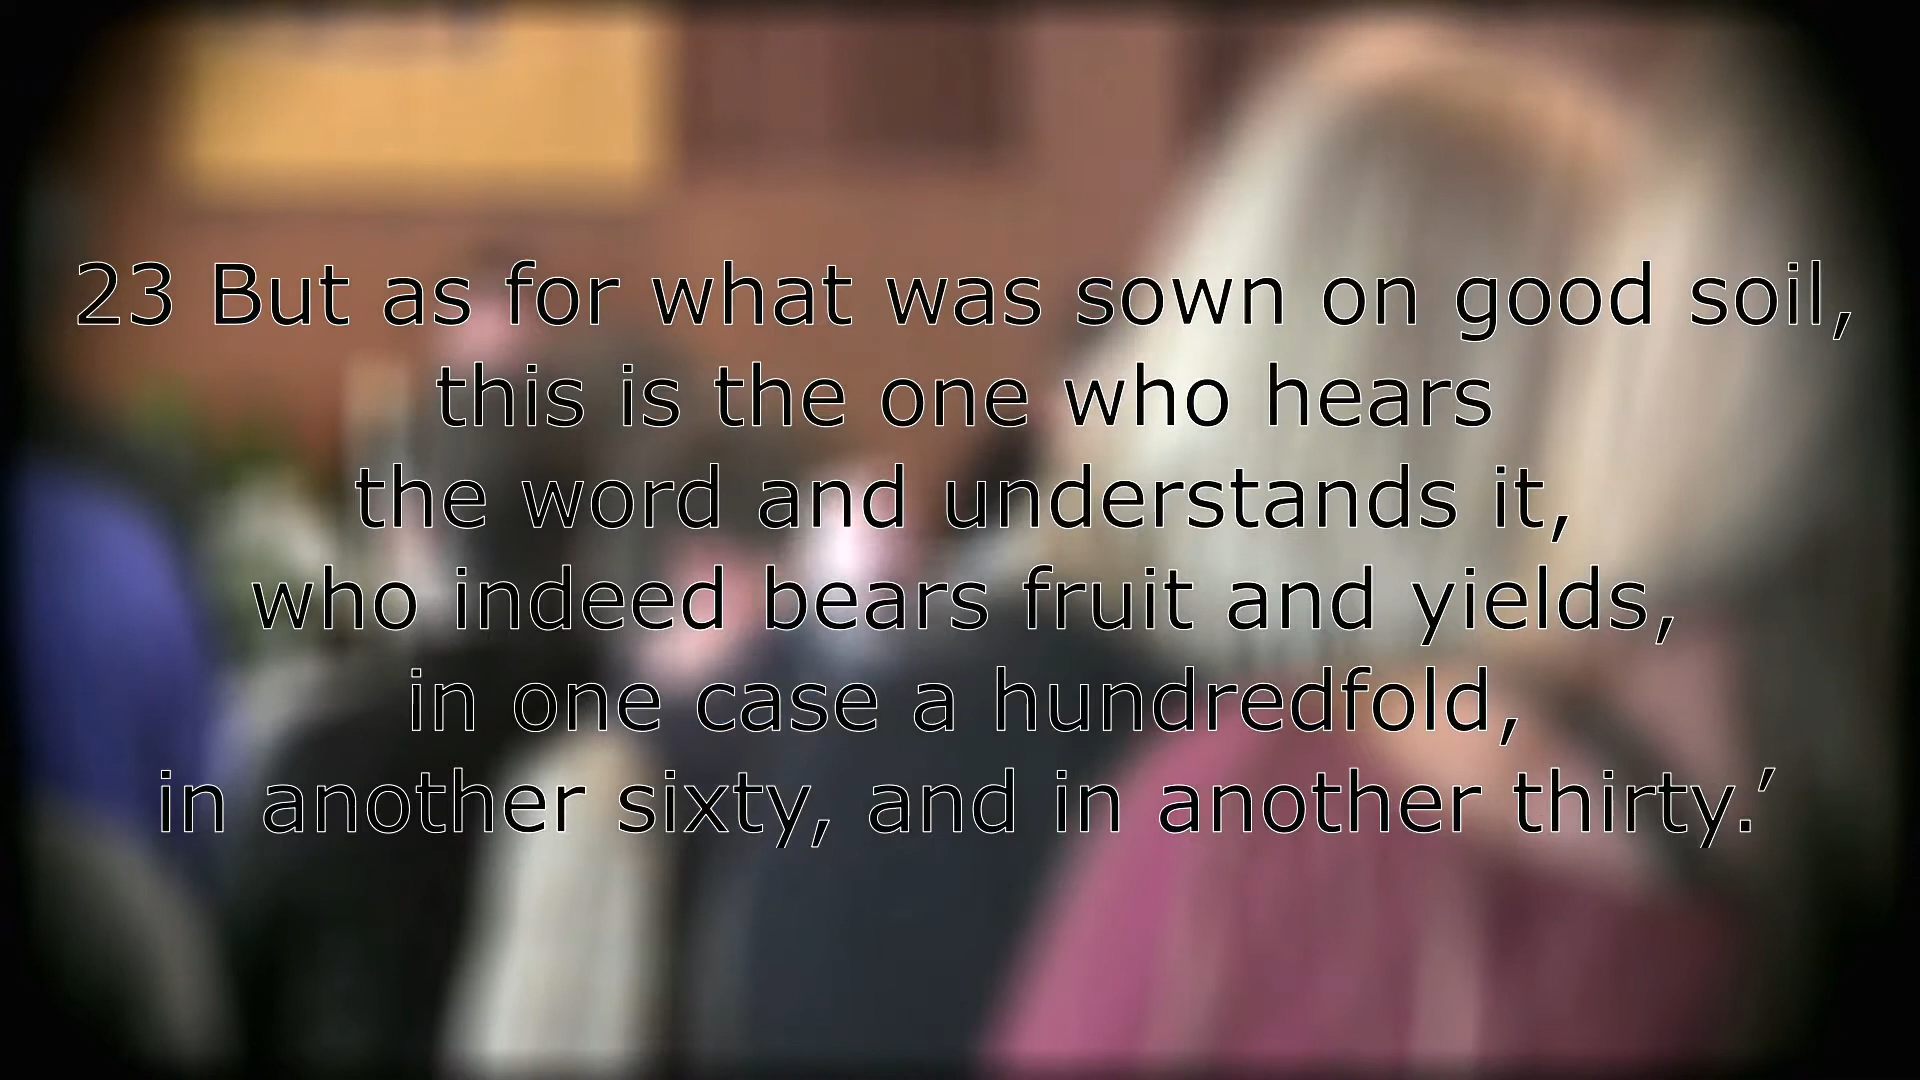 23 But as for what was sown on good soil,
this is the one who hears
the word and understands it,
who indeed bears fruit and yields,
in one case a hundredfold,
in another sixty, and in another thirty.’